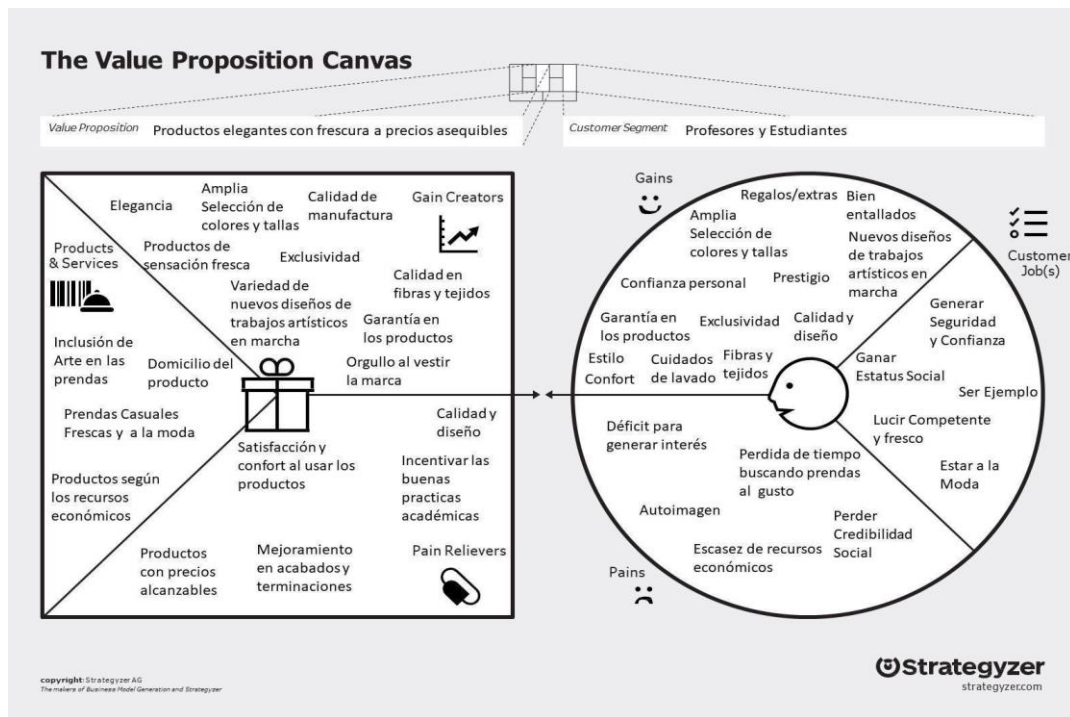 The Value Proposition Canvas
Value Proposition
Productos elegantes con frescura a precios asequibles
Customer Segment
Profesores y Estudiantes
Products
& Services
Inclusión de
Arte en las
prendas
Domicilio del
producto
Prendas Casuales
Frescas y a la moda
Productos según
los recursos
económicos
Gain Creators
Elegancia
Amplia
Selección de
colores y tallas
Calidad de
manufactura
Productos de
sensación fresca
Exclusividad
Variedad de
nuevos diseños de
trabajos artísticos
en marcha
Calidad en
fibras y tejidos
Garantía en
los productos
Orgullo al vestir
la marca
Calidad y
diseño
Satisfacción y
confort al usar los
productos
Incentivar las
buenas
practicas
académicas
Productos
con precios
alcanzables
Mejoramiento
en acabados y
terminaciones
Pain Relievers
Gains
Regalos/extras
Bien
entallados
Amplia
Selección de
colores y tallas
Nuevos diseños
de trabajos
artísticos en
marcha
Confianza personal
Prestigio
Garantía en
los productos
Exclusividad
Calidad y
diseño
Estilo
Confort
Cuidados
de lavado
Fibras y
tejidos
Customer
Job(s)
Generar
Seguridad
y Confianza
Ganar
Estatus Social
Ser Ejemplo
Lucir Competente
y fresco
Estar a la
Moda
Déficit para
generar interés
Perdida de tiempo
buscando prendas
al gusto
Autoimagen
Perder
Credibilidad
Social
Escasez de recursos
económicos
Pains
copyright: Strategyzer AG
The makers of Business Model Generation and Strategyzer
Strategyzer
strategyzer.com